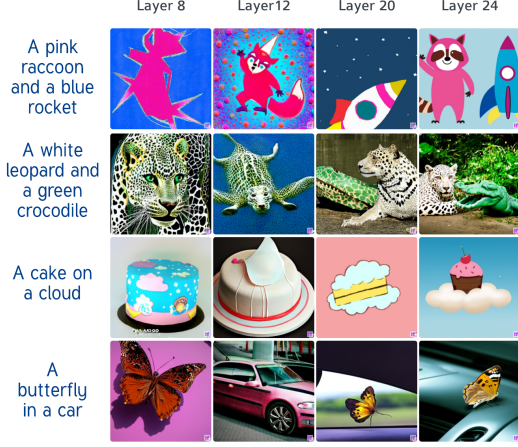 Layer 8
Layer12
Layer 20
Layer 24
A pink
raccoon
and a blue
rocket
A white
leopard and
a green
crocodile
A cake on
a cloud
A
butterfly
in a car